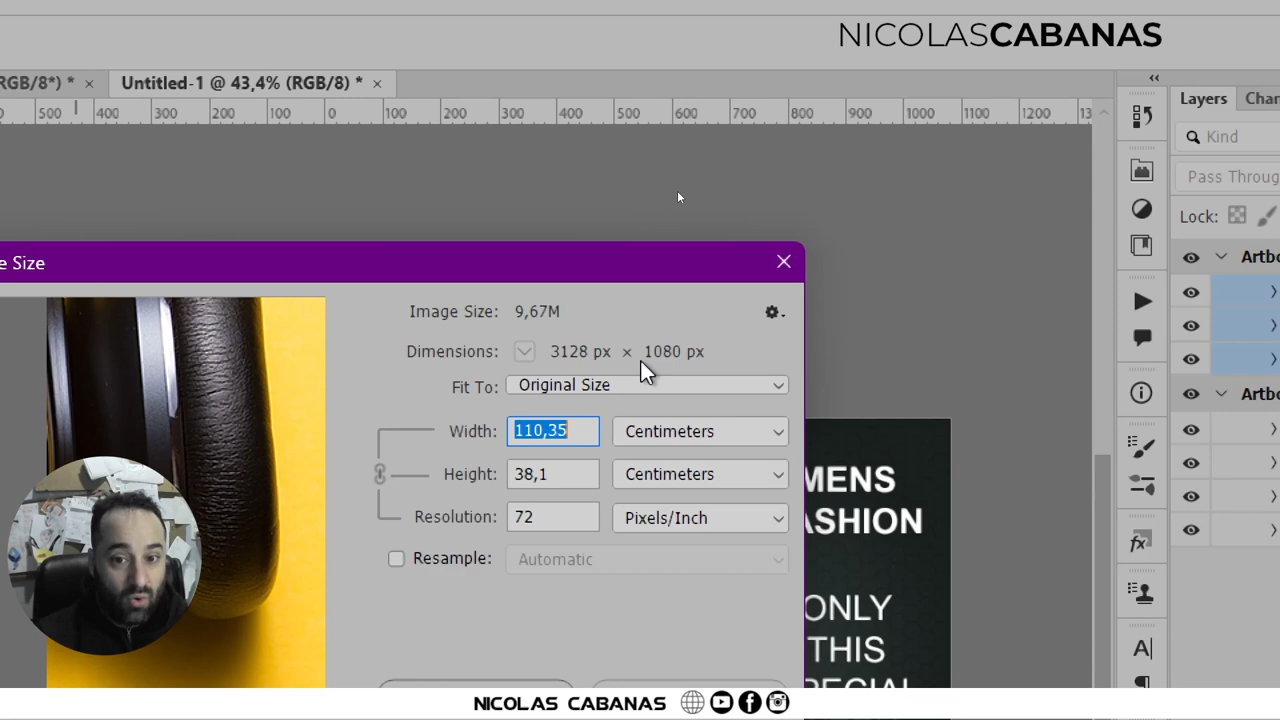 NICOLASCABANAS
RGB/8*) * ×
Untitled-1 @ 43,4% (RGB/8) * ×
Layers
500 400 300 200 100 0 100 200 300 400 500 600 700 800 900 1000 1100 1200
Kind
Lock:
e Size
Artbo
Image Size: 9,67M
Dimensions: 3128 px × 1080 px
Fit To: Original Size
Artbo
Width: 110,35 Centimeters
Height: 38,1 Centimeters
MENS
Resolution: 72 Pixels/Inch
ASHION
Resample: Automatic
fx
ONLY
THIS
A|
NICOLAS CABANAS